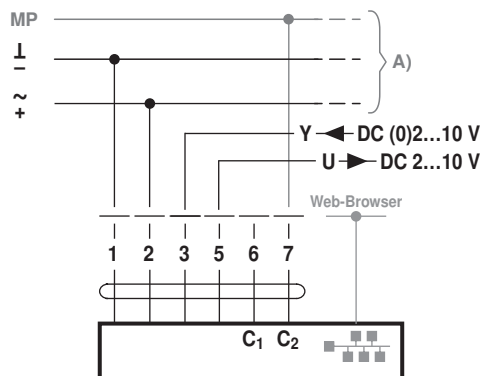 MP
⊥
− A)
~
+
Y DC (0)2...10 V
U DC 2...10 V
Web-Browser
1 2 3 5 6 7
C1 C2